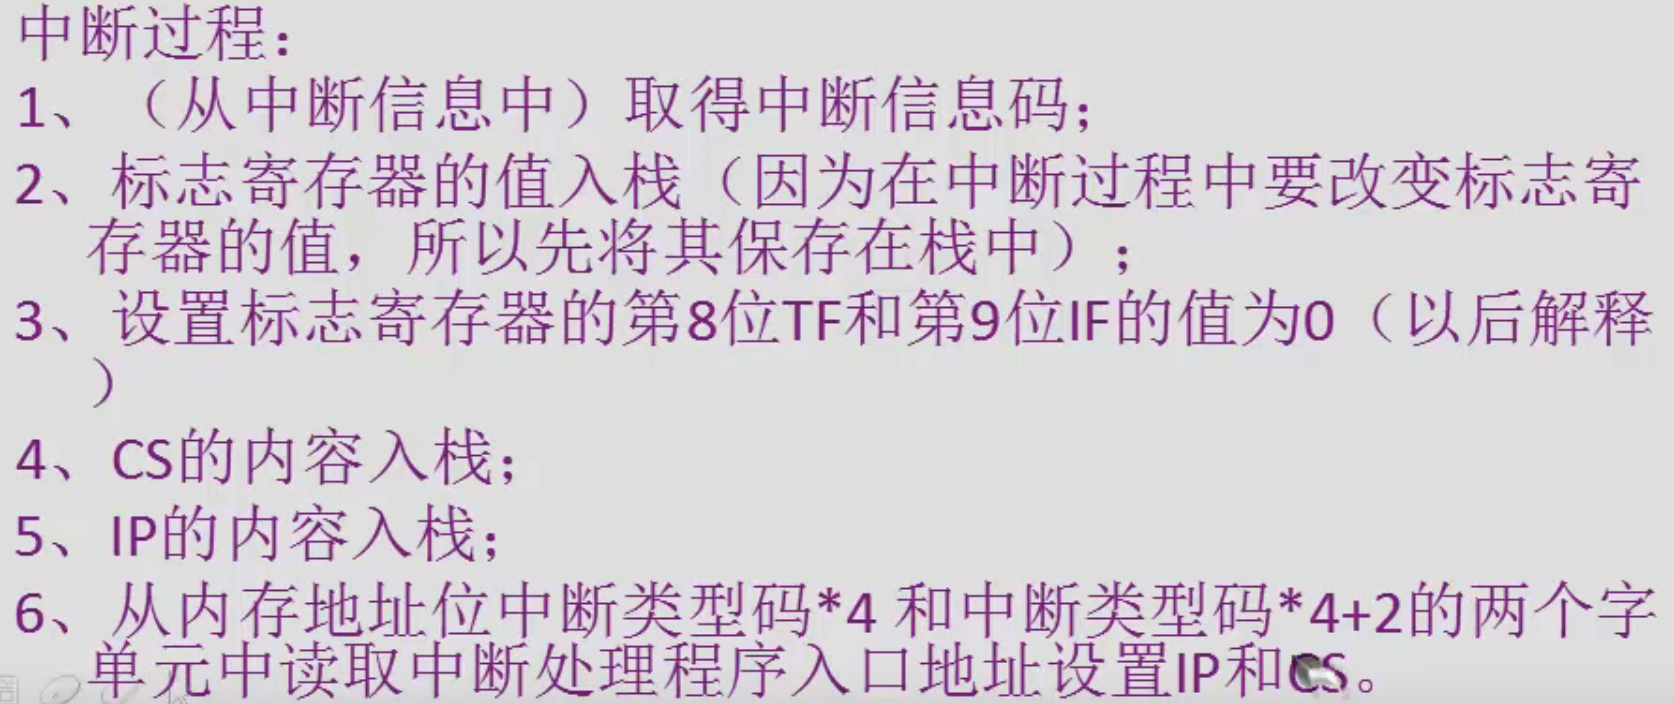 中断过程：
1、（从中断信息中）取得中断信息码；
2、标志寄存器的值入栈（因为在中断过程中要改变标志寄
存器的值，所以先将其保存在栈中）；
3、设置标志寄存器的第8位TF和第9位IF的值为0（以后解释
）
4、CS的内容入栈；
5、IP的内容入栈；
6、从内存地址位中断类型码*4 和中断类型码*4+2的两个字
单元中读取中断处理程序入口地址设置IP和CS。